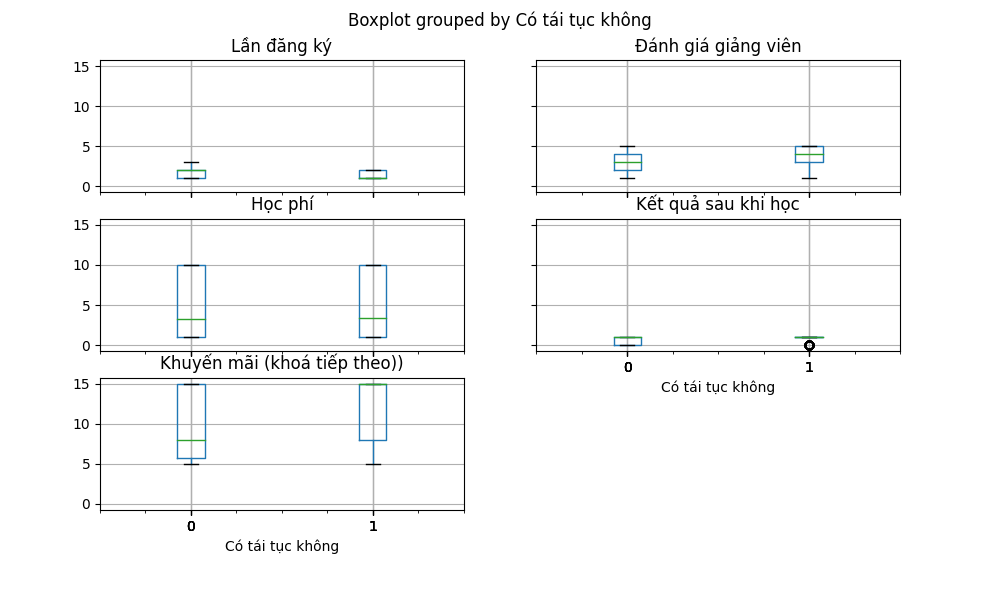 Boxplot grouped by Có tái tục không
Lần đăng ký
15
10
5
0
Đánh giá giảng viên
Học phí
15
10
5
0
Kết quả sau khi học
0 1
Có tái tục không
Khuyến mãi (khoá tiếp theo))
15
10
5
0
0 1
Có tái tục không